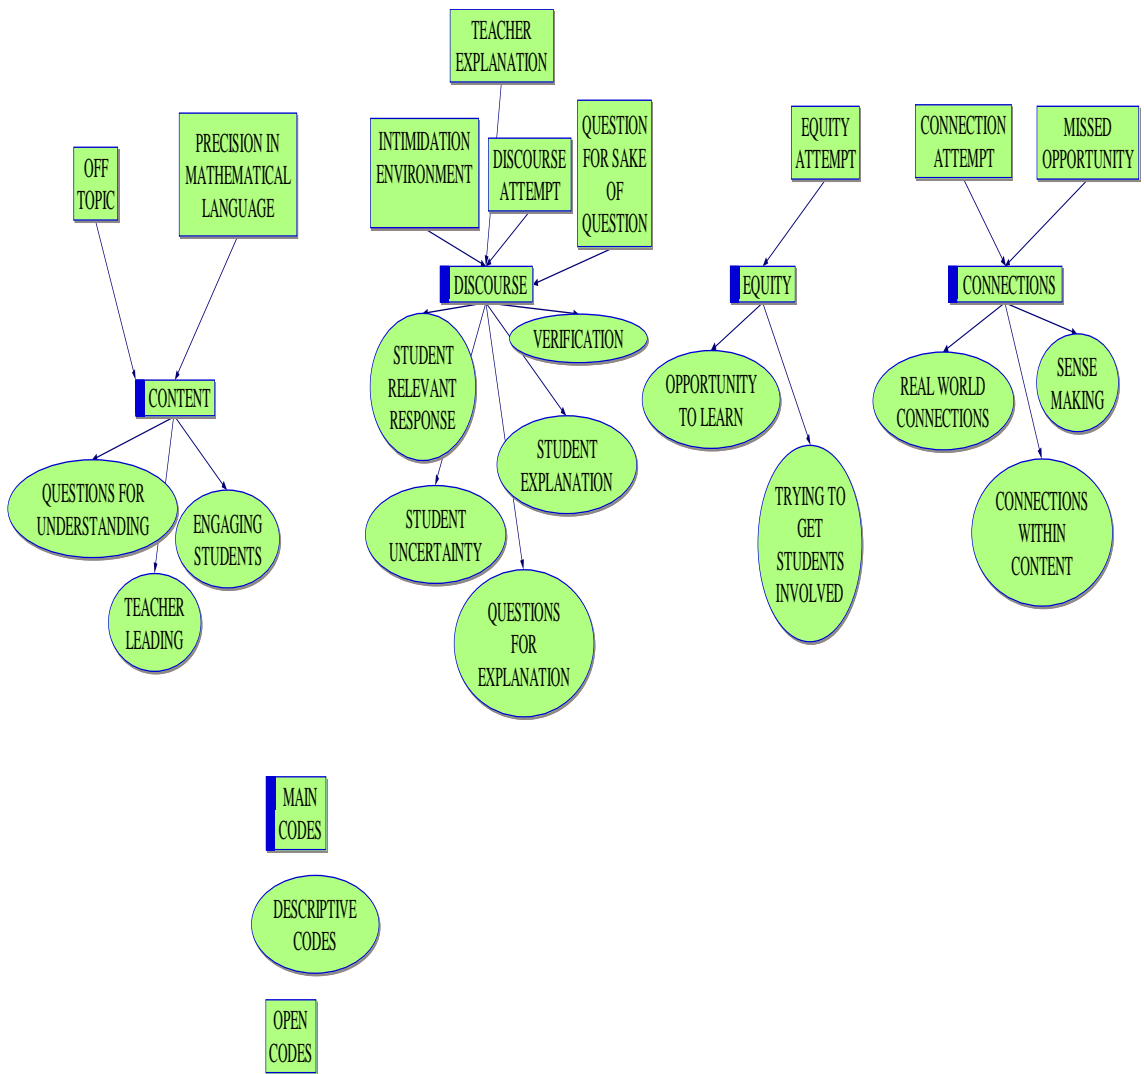 TEACHER
EXPLANATION
OFF
TOPIC
PRECISION IN
MATHEMATICAL
LANGUAGE
INTIMIDATION
ENVIRONMENT
DISCOURSE
ATTEMPT
QUESTION
FOR SAKE
OF
QUESTION
EQUITY
ATTEMPT
CONNECTION
ATTEMPT
MISSED
OPPORTUNITY
CONTENT
DISCOURSE
EQUITY
CONNECTIONS
QUESTIONS FOR
UNDERSTANDING
TEACHER
LEADING
ENGAGING
STUDENTS
STUDENT
RELEVANT
RESPONSE
VERIFICATION
STUDENT
UNCERTAINTY
STUDENT
EXPLANATION
QUESTIONS
FOR
EXPLANATION
OPPORTUNITY
TO LEARN
TRYING TO
GET
STUDENTS
INVOLVED
REAL WORLD
CONNECTIONS
SENSE
MAKING
CONNECTIONS
WITHIN
CONTENT
MAIN
CODES
DESCRIPTIVE
CODES
OPEN
CODES